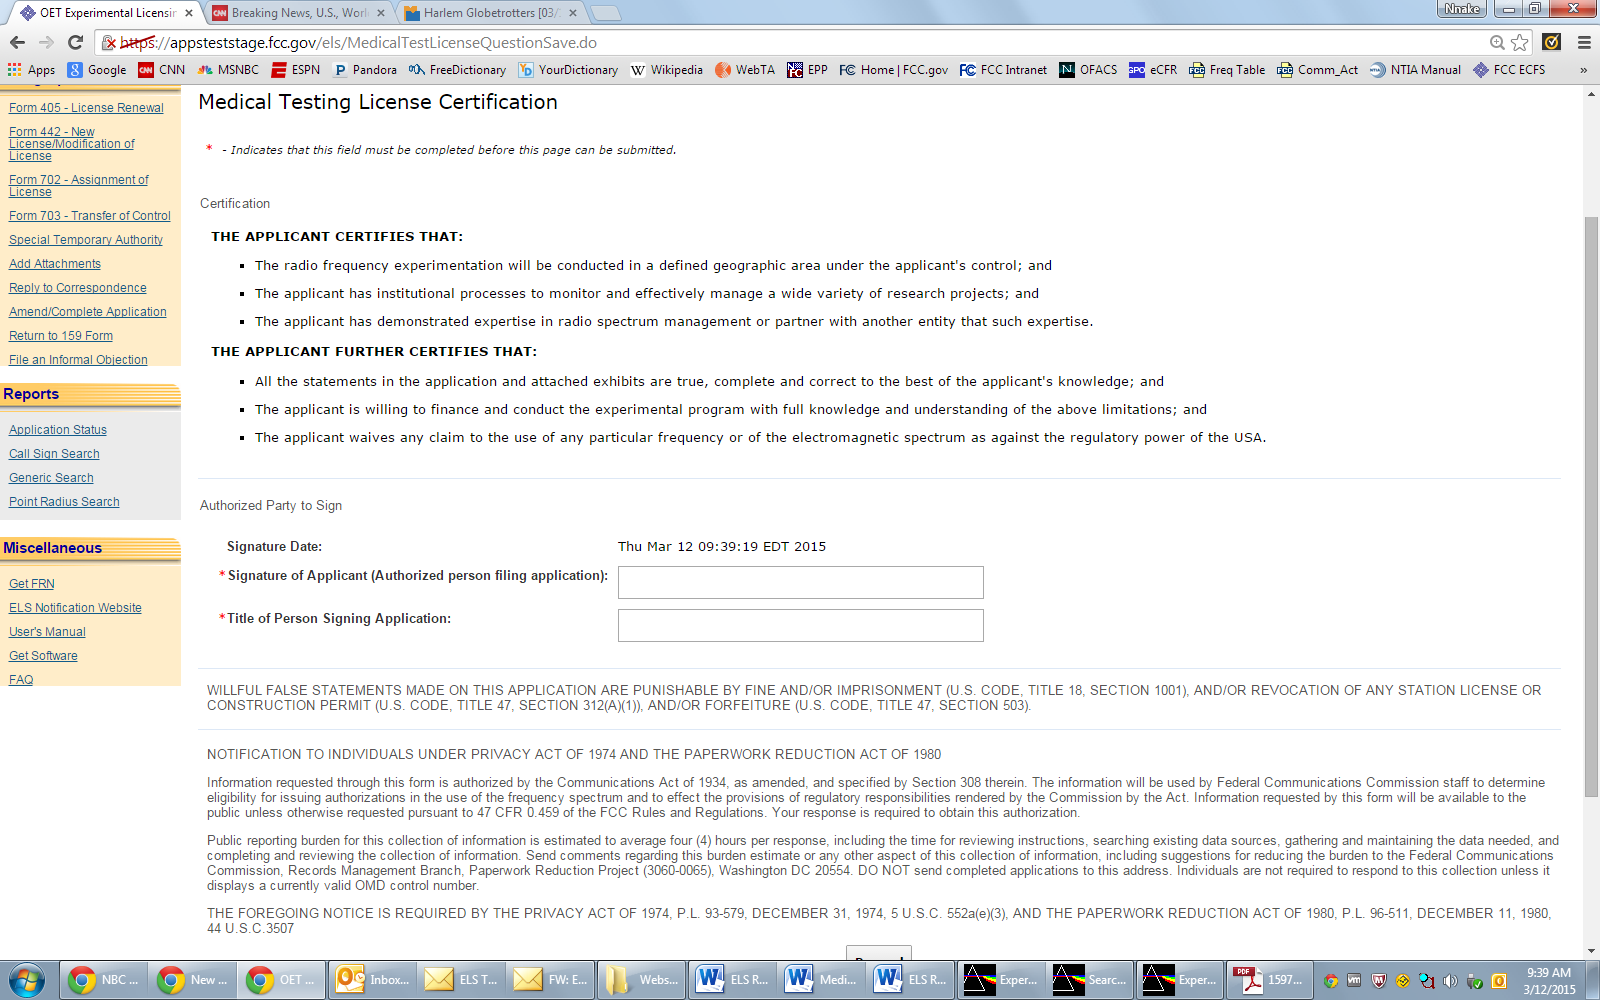 OET Experimental Licensin
Breaking News, U.S., Worl
Harlem Globetrotters [03/
Nnake
https://appsteststage.fcc.gov/els/MedicalTestLicenseQuestionSave.do
Apps Google CNN MSNBC ESPN Pandora FreeDictionary YourDictionary Wikipedia WebTA EPP Home | FCC.gov FCC Intranet OFACS eCFR Freq Table Comm_Act NTIA Manual FCC ECFS »
Form 405 - License Renewal
Form 442 - New
License/Modification of
License
Form 702 - Assignment of
License
Form 703 - Transfer of Control
Special Temporary Authority
Add Attachments
Reply to Correspondence
Amend/Complete Application
Return to 159 Form
File an Informal Objection
Reports
Application Status
Call Sign Search
Generic Search
Point Radius Search
Miscellaneous
Get FRN
ELS Notification Website
User's Manual
Get Software
FAQ
Medical Testing License Certification
* - Indicates that this field must be completed before this page can be submitted.
Certification
THE APPLICANT CERTIFIES THAT:
▪ The radio frequency experimentation will be conducted in a defined geographic area under the applicant's control; and
▪ The applicant has institutional processes to monitor and effectively manage a wide variety of research projects; and
▪ The applicant has demonstrated expertise in radio spectrum management or partner with another entity that such expertise.
THE APPLICANT FURTHER CERTIFIES THAT:
▪ All the statements in the application and attached exhibits are true, complete and correct to the best of the applicant's knowledge; and
▪ The applicant is willing to finance and conduct the experimental program with full knowledge and understanding of the above limitations; and
▪ The applicant waives any claim to the use of any particular frequency or of the electromagnetic spectrum as against the regulatory power of the USA.
Authorized Party to Sign
Signature Date: Thu Mar 12 09:39:19 EDT 2015
*Signature of Applicant (Authorized person filing application):
*Title of Person Signing Application:
WILLFUL FALSE STATEMENTS MADE ON THIS APPLICATION ARE PUNISHABLE BY FINE AND/OR IMPRISONMENT (U.S. CODE, TITLE 18, SECTION 1001), AND/OR REVOCATION OF ANY STATION LICENSE OR
CONSTRUCTION PERMIT (U.S. CODE, TITLE 47, SECTION 312(A)(1)), AND/OR FORFEITURE (U.S. CODE, TITLE 47, SECTION 503).
NOTIFICATION TO INDIVIDUALS UNDER PRIVACY ACT OF 1974 AND THE PAPERWORK REDUCTION ACT OF 1980
Information requested through this form is authorized by the Communications Act of 1934, as amended, and specified by Section 308 therein. The information will be used by Federal Communications Commission staff to determine
eligibility for issuing authorizations in the use of the frequency spectrum and to effect the provisions of regulatory responsibilities rendered by the Commission by the Act. Information requested by this form will be available to the
public unless otherwise requested pursuant to 47 CFR 0.459 of the FCC Rules and Regulations. Your response is required to obtain this authorization.
Public reporting burden for this collection of information is estimated to average four (4) hours per response, including the time for reviewing instructions, searching existing data sources, gathering and maintaining the data needed, and
completing and reviewing the collection of information. Send comments regarding this burden estimate or any other aspect of this collection of information, including suggestions for reducing the burden to the Federal Communications
Commission, Records Management Branch, Paperwork Reduction Project (3060-0065), Washington DC 20554. DO NOT send completed applications to this address. Individuals are not required to respond to this collection unless it
displays a currently valid OMD control number.
THE FOREGOING NOTICE IS REQUIRED BY THE PRIVACY ACT OF 1974, P.L. 93-579, DECEMBER 31, 1974, 5 U.S.C. 552a(e)(3), AND THE PAPERWORK REDUCTION ACT OF 1980, P.L. 96-511, DECEMBER 11, 1980,
44 U.S.C.3507
NBC ... New ... OET ... Inbox... ELS T... FW: E... Webs... ELS R... Medi... ELS R... Exper... Searc... Exper... 1597...
9:39 AM
3/12/2015